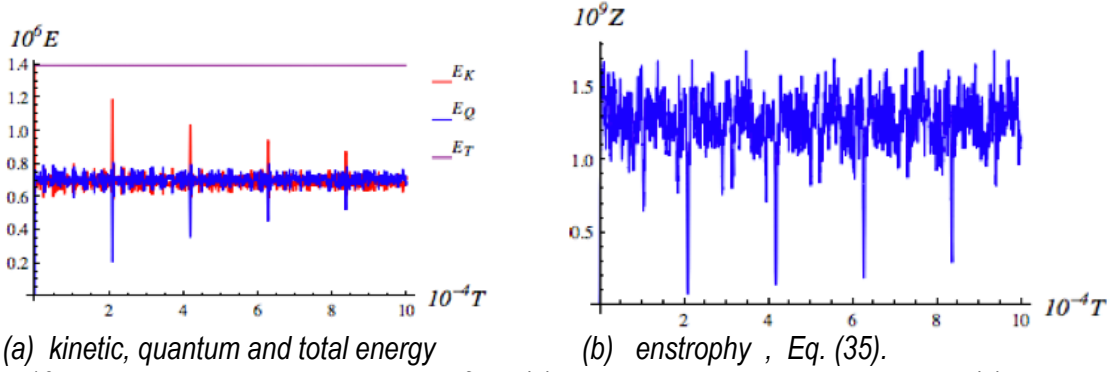 10⁶E
1.4
1.2
1.0
0.8
0.6
0.4
0.2
2 4 6 8 10
10⁻⁴T
E_K
E_Q
E_T
10⁹Z
1.5
1.0
0.5
2 4 6 8 10
10⁻⁴T
(a) kinetic, quantum and total energy
(b) enstrophy , Eq. (35).